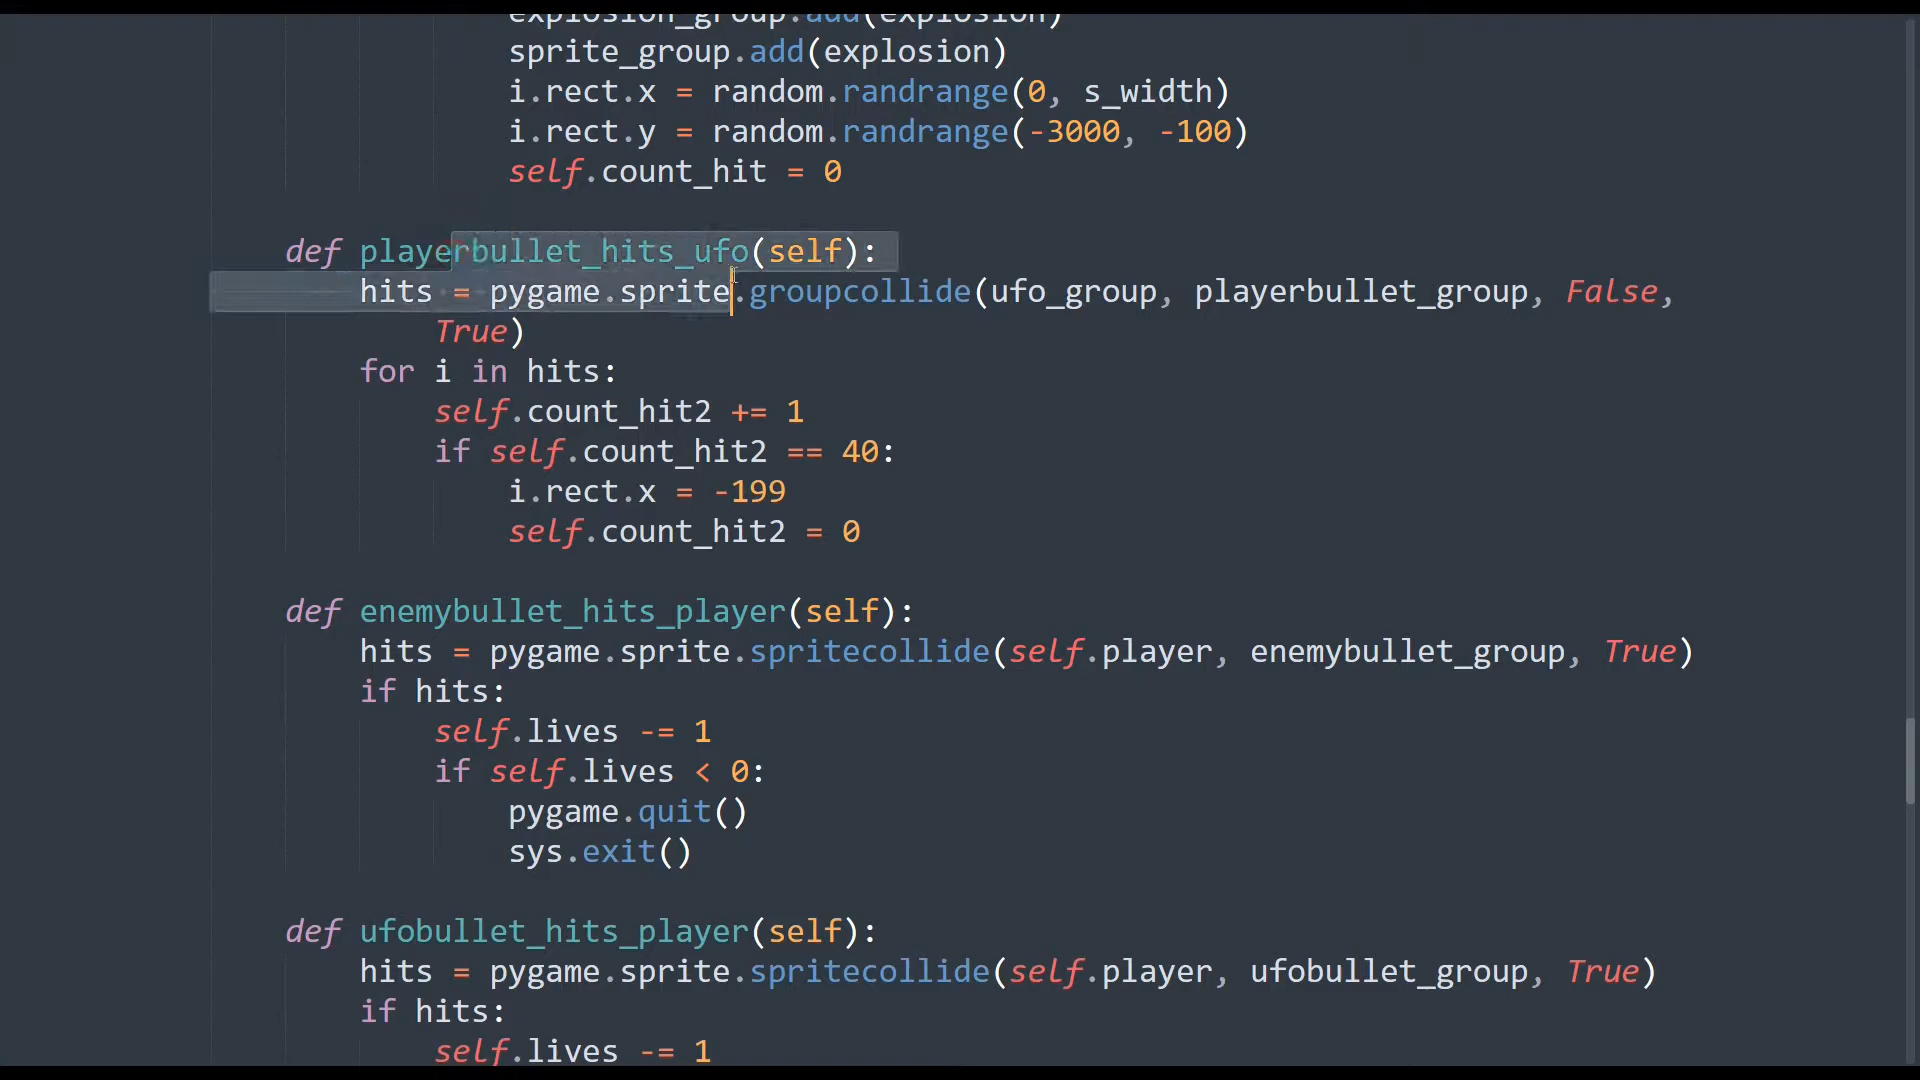 explosion_group.add(explosion)
sprite_group.add(explosion)
i.rect.x = random.randrange(0, s_width)
i.rect.y = random.randrange(-3000, -100)
self.count_hit = 0
def playerbullet_hits_ufo(self):
hits = pygame.sprite.groupcollide(ufo_group, playerbullet_group, False,
True)
for i in hits:
self.count_hit2 += 1
if self.count_hit2 == 40:
i.rect.x = -199
self.count_hit2 = 0
def enemybullet_hits_player(self):
hits = pygame.sprite.spritecollide(self.player, enemybullet_group, True)
if hits:
self.lives -= 1
if self.lives < 0:
pygame.quit()
sys.exit()
def ufobullet_hits_player(self):
hits = pygame.sprite.spritecollide(self.player, ufobullet_group, True)
if hits:
self.lives -= 1